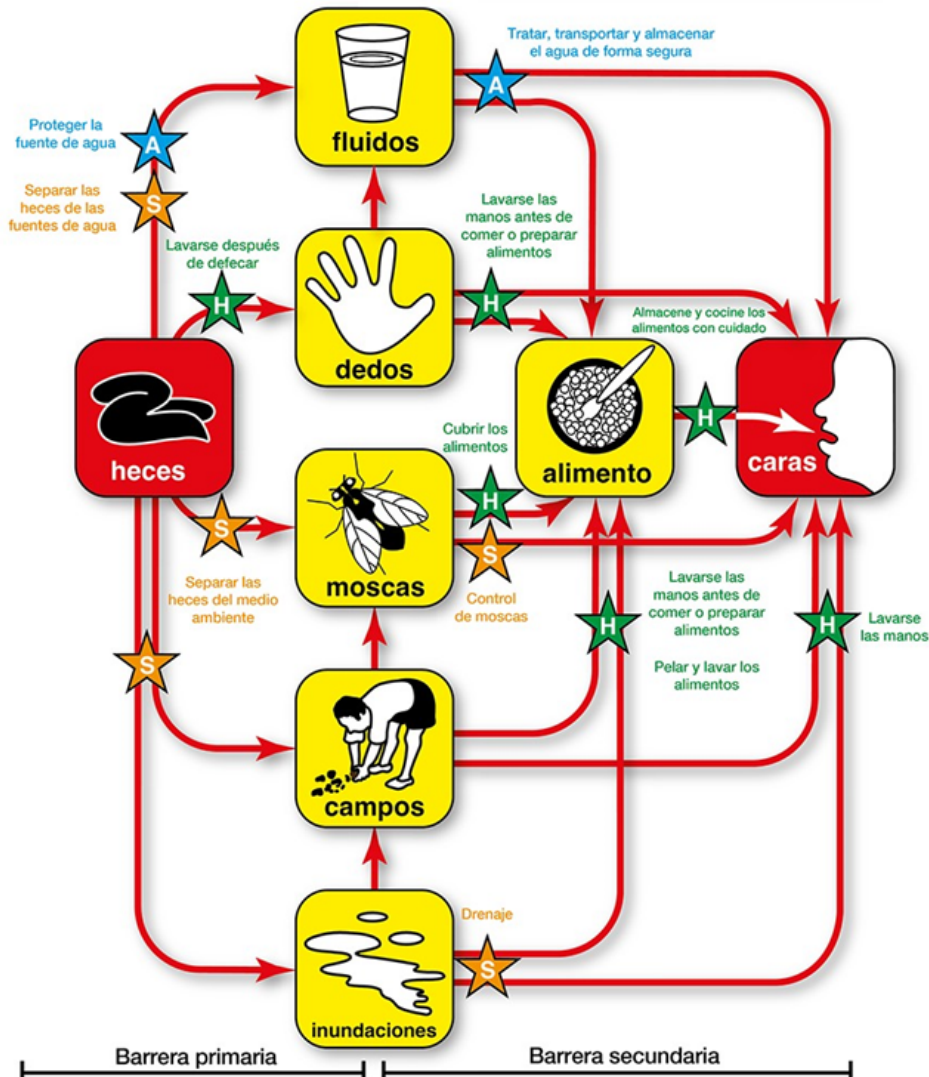 Tratar, transportar y almacenar
el agua de forma segura
A
fluidos
Proteger la
fuente de agua
A
Separar las
heces de las
fuentes de agua
S
Lavarse después
de defecar
H
Lavarse las
manos antes de
comer o preparar
alimentos
H
dedos
Almacene y cocine los
alimentos con cuidado
heces
alimento
H
caras
Cubrir los
alimentos
H
S
moscas
S
Control
de moscas
Separar las
heces del medio
ambiente
S
H
Lavarse las
manos antes de
comer o preparar
alimentos
Pelar y lavar los
alimentos
H
Lavarse
las manos
campos
Drenaje
S
inundaciones
Barrera primaria
Barrera secundaria